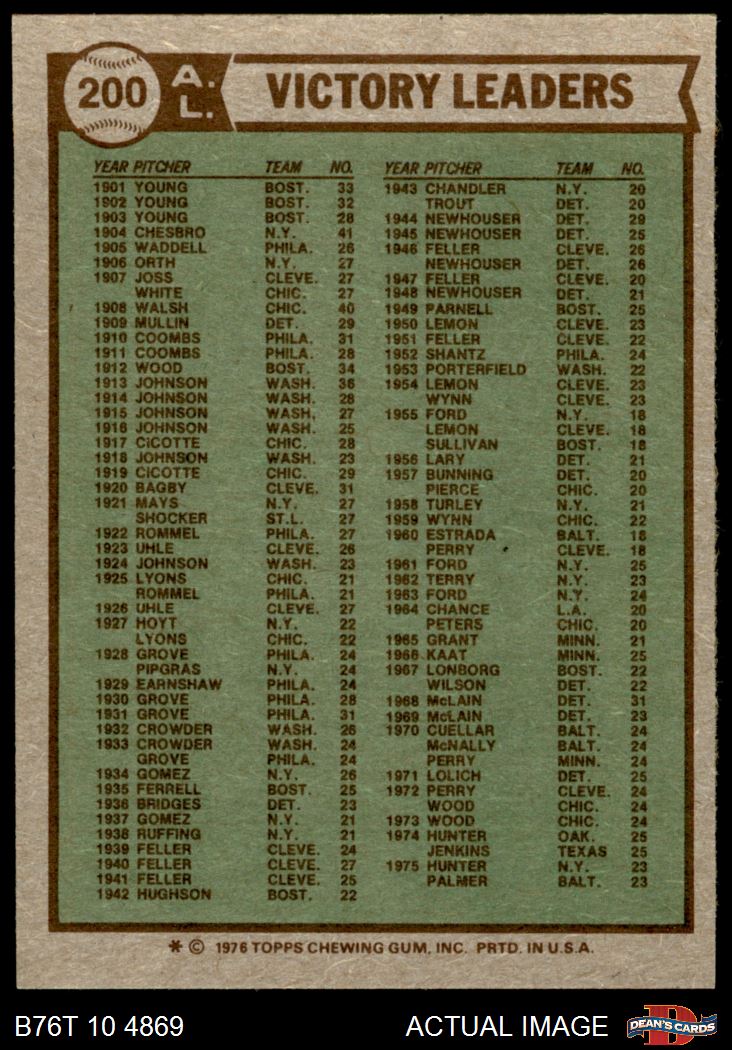 200 A. L. VICTORY LEADERS
YEAR PITCHER TEAM NO.
1901 YOUNG BOST. 33
1902 YOUNG BOST. 32
1903 YOUNG BOST. 28
1904 CHESBRO N.Y. 41
1905 WADDELL PHILA. 26
1906 ORTH N.Y. 27
1907 JOSS CLEVE. 27
WHITE CHIC. 27
1908 WALSH CHIC. 40
1909 MULLIN DET. 29
1910 COOMBS PHILA. 31
1911 COOMBS PHILA. 28
1912 WOOD BOST. 34
1913 JOHNSON WASH. 36
1914 JOHNSON WASH. 28
1915 JOHNSON WASH. 27
1916 JOHNSON WASH. 25
1917 CICOTTE CHIC. 28
1918 JOHNSON WASH. 23
1919 CICOTTE CHIC. 29
1920 BAGBY CLEVE. 31
1921 MAYS N.Y. 27
SHOCKER ST.L. 27
1922 ROMMEL PHILA. 27
1923 UHLE CLEVE. 26
1924 JOHNSON WASH. 23
1925 LYONS CHIC. 21
ROMMEL PHILA. 21
1926 UHLE CLEVE. 27
1927 HOYT N.Y. 22
LYONS CHIC. 22
1928 GROVE PHILA. 24
PIPGRAS N.Y. 24
1929 EARNSHAW PHILA. 24
1930 GROVE PHILA. 28
1931 GROVE PHILA. 31
1932 CROWDER WASH. 26
1933 CROWDER WASH. 24
GROVE PHILA. 24
1934 GOMEZ N.Y. 26
1935 FERRELL BOST. 25
1936 BRIDGES DET. 23
1937 GOMEZ N.Y. 21
1938 RUFFING N.Y. 21
1939 FELLER CLEVE. 24
1940 FELLER CLEVE. 27
1941 FELLER CLEVE. 25
1942 HUGHSON BOST. 22
YEAR PITCHER TEAM NO.
1943 CHANDLER N.Y. 20
TROUT DET. 20
1944 NEWHOUSER DET. 29
1945 NEWHOUSER DET. 25
1946 FELLER CLEVE. 26
NEWHOUSER DET. 26
1947 FELLER CLEVE. 20
1948 NEWHOUSER DET. 21
1949 PARNELL BOST. 25
1950 LEMON CLEVE. 23
1951 FELLER CLEVE. 22
1952 SHANTZ PHILA. 24
1953 PORTERFIELD WASH. 22
1954 LEMON CLEVE. 23
WYNN CLEVE. 23
1955 FORD N.Y. 18
LEMON CLEVE. 18
SULLIVAN BOST. 18
1956 LARY DET. 21
1957 BUNNING DET. 20
PIERCE CHIC. 20
1958 TURLEY N.Y. 21
1959 WYNN CHIC. 22
1960 ESTRADA BALT. 18
PERRY CLEVE. 18
1961 FORD N.Y. 25
1962 TERRY N.Y. 23
1963 FORD N.Y. 24
1964 CHANCE L.A. 20
PETERS CHIC. 20
1965 GRANT MINN. 21
1966 KAAT MINN. 25
1967 LONBORG BOST. 22
WILSON DET. 22
1968 McLAIN DET. 31
1969 McLAIN DET. 23
1970 CUELLAR BALT. 24
McNALLY BALT. 24
PERRY MINN. 24
1971 LOLICH DET. 25
1972 PERRY CLEVE. 24
WOOD CHIC. 24
1973 WOOD CHIC. 24
1974 HUNTER OAK. 25
JENKINS TEXAS 25
1975 HUNTER N.Y. 23
PALMER BALT. 23
* © 1976 TOPPS CHEWING GUM, INC. PRTD. IN U.S.A.
B76T 10 4869 ACTUAL IMAGE D DEAN'S CARDS